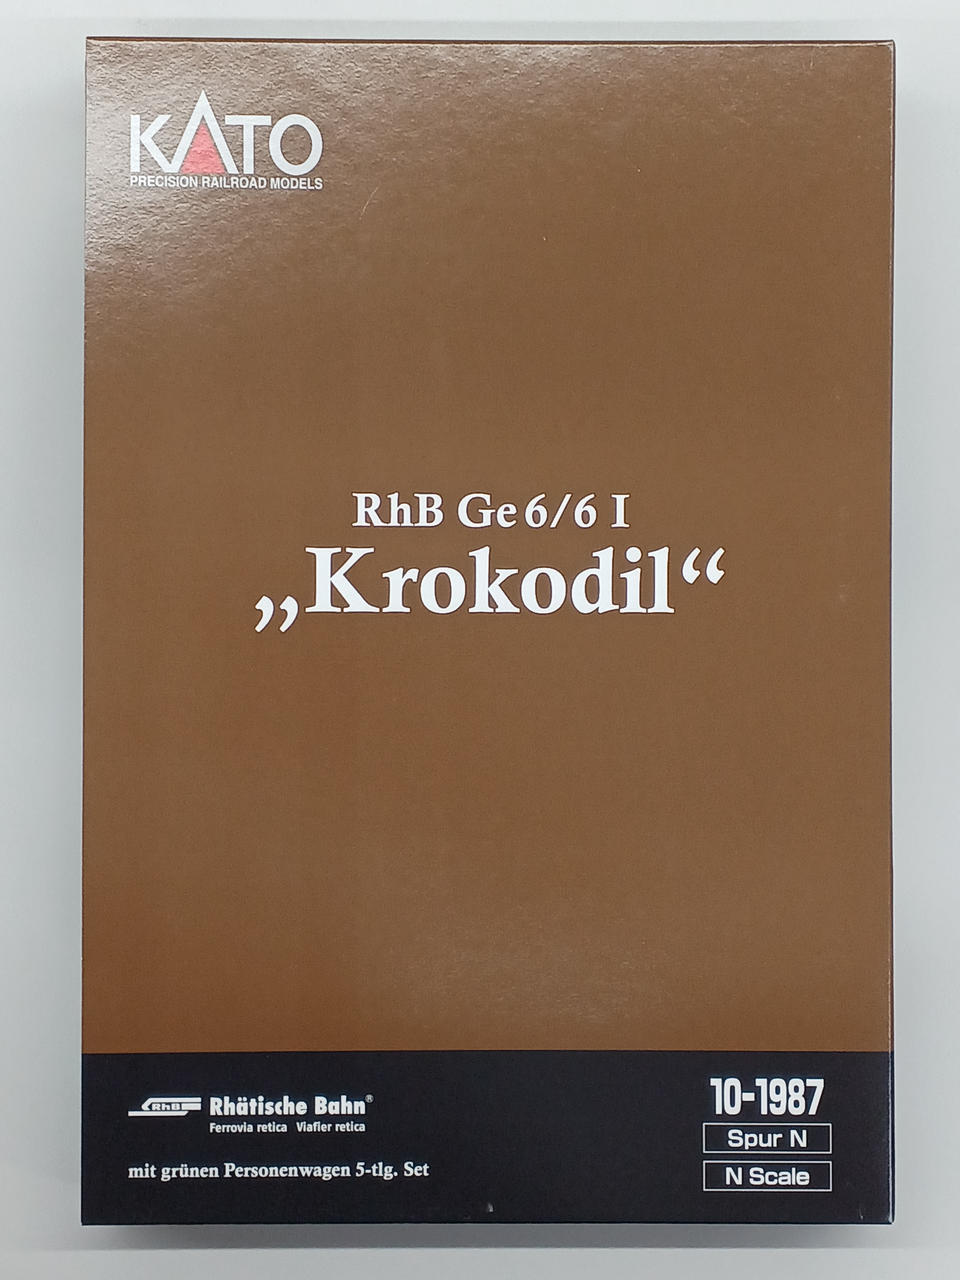 KATO
PRECISION RAILROAD MODELS
RhB Ge 6/6 I
„Krokodil“
RhB Rhätische Bahn®
Ferrovia retica Viafier retica
mit grünen Personenwagen 5-tlg. Set
10-1987
Spur N
N Scale